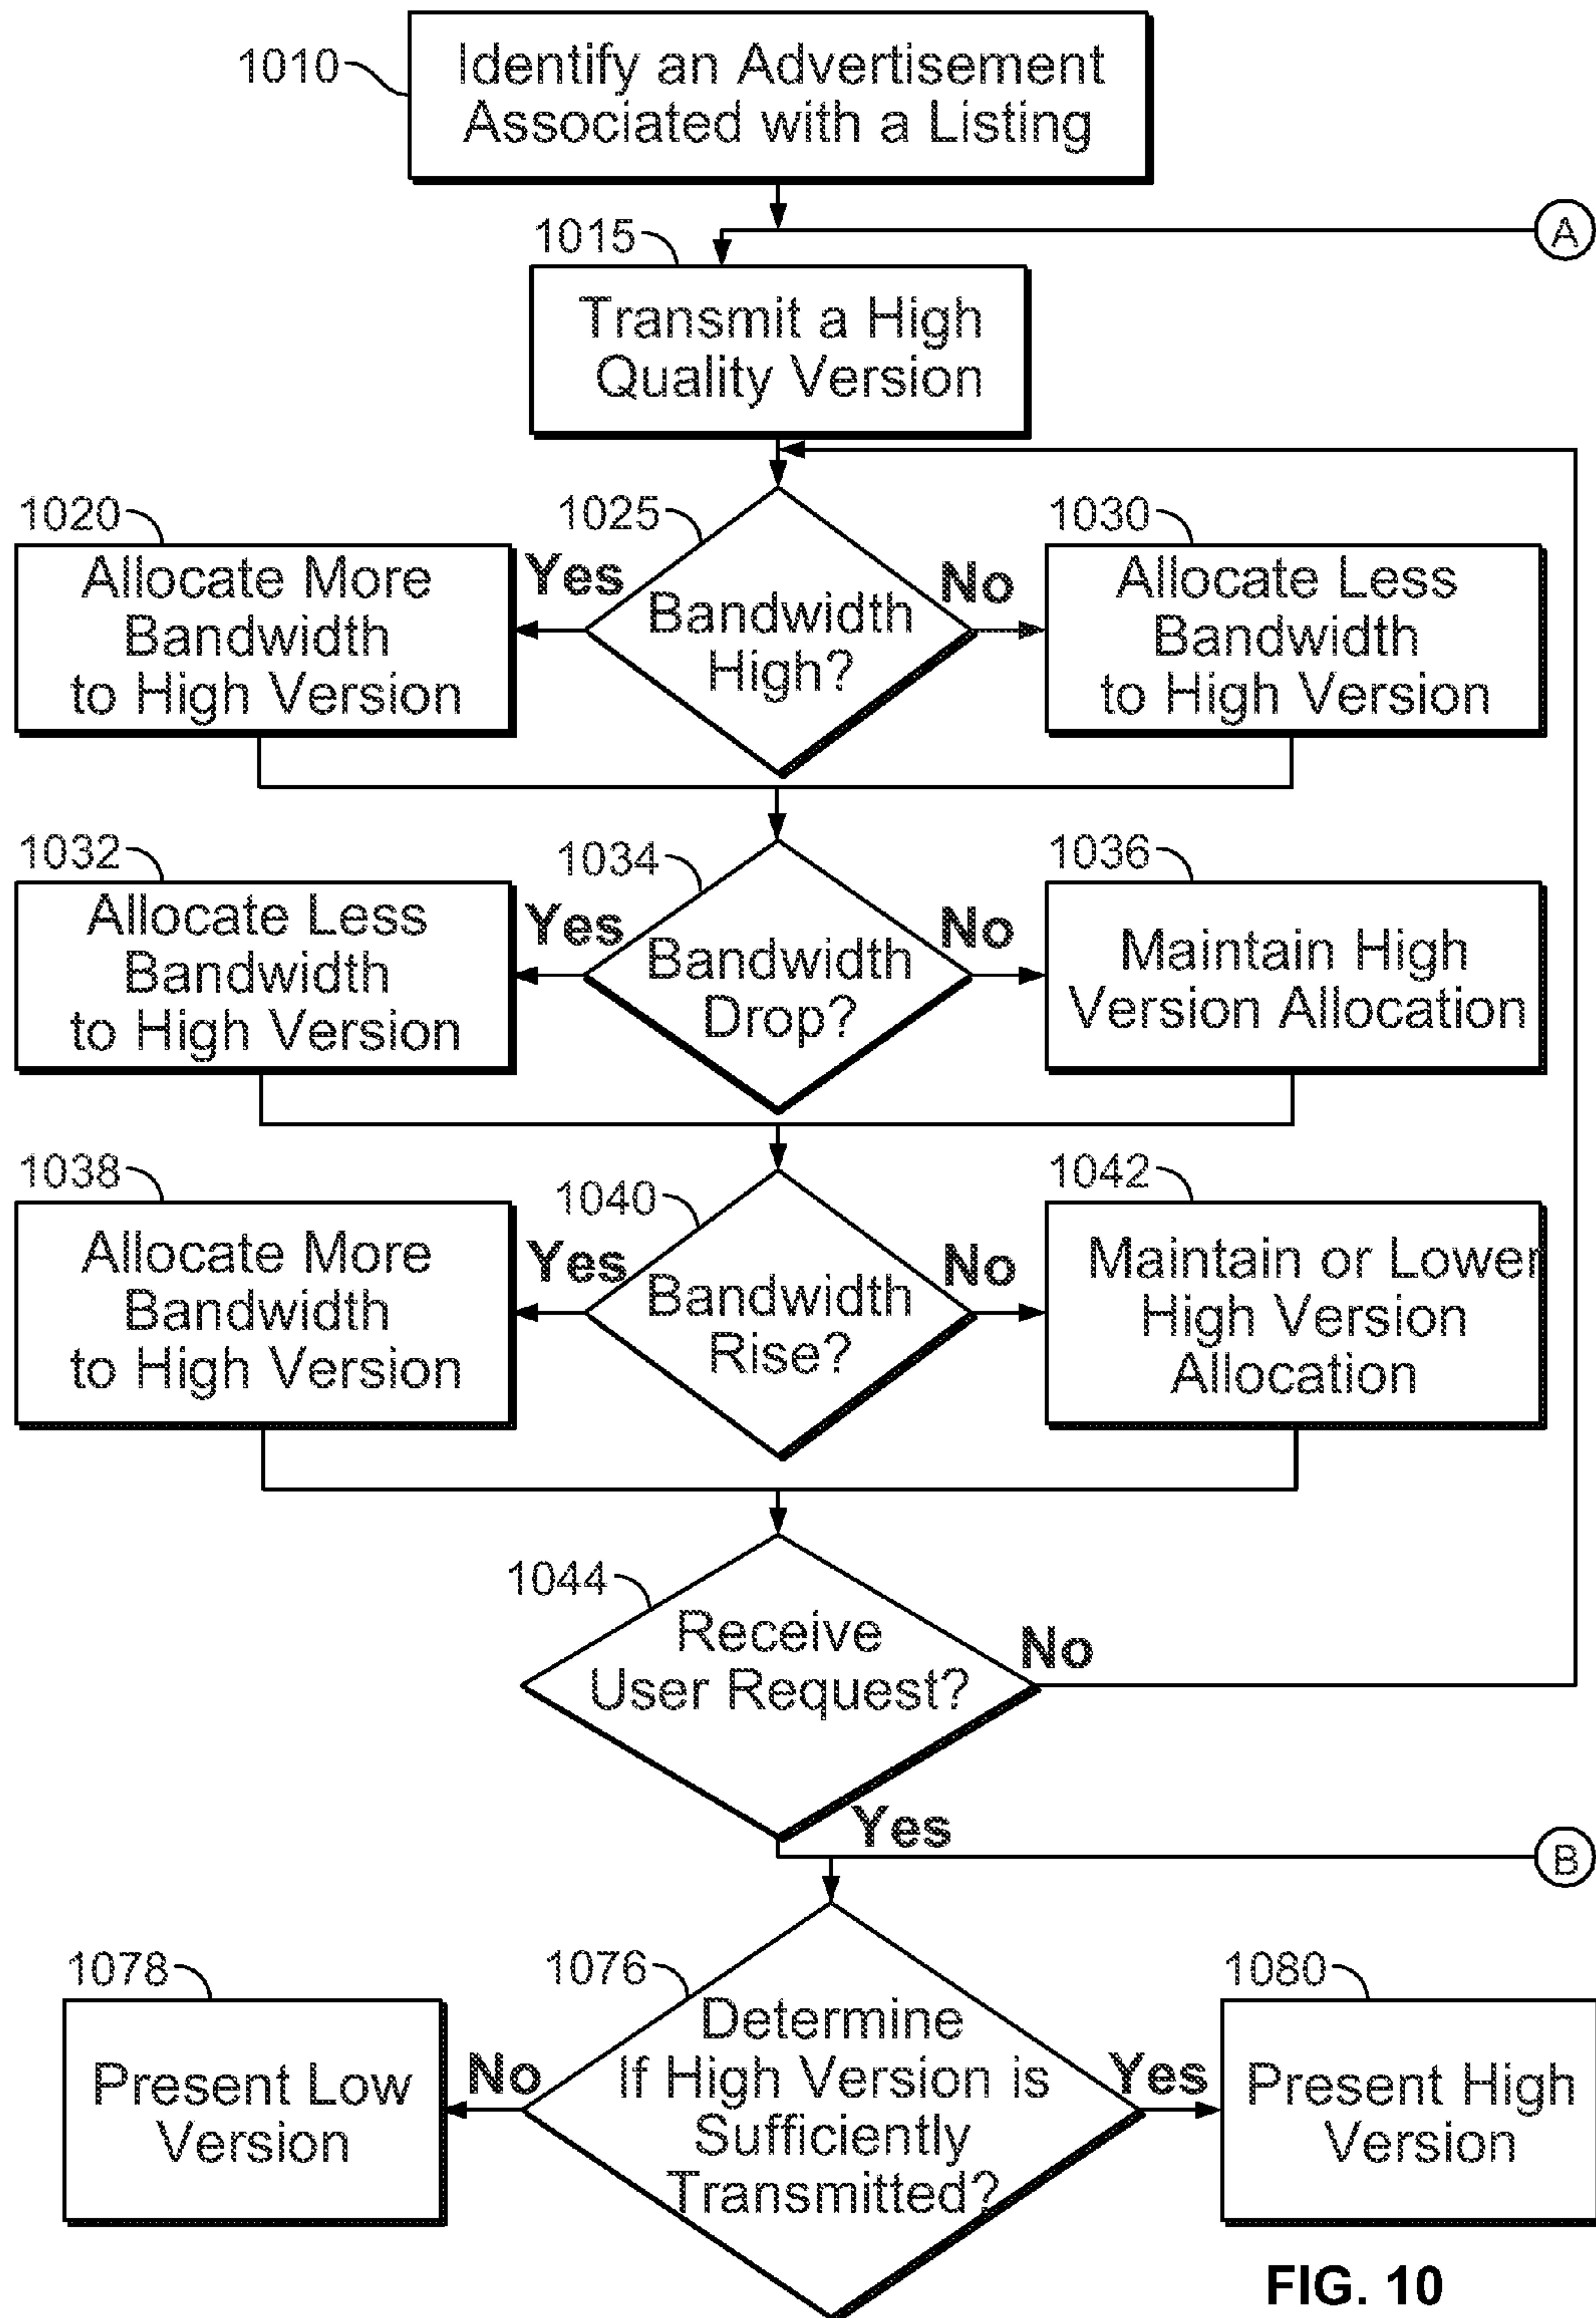 1010
Identify an Advertisement
Associated with a Listing
A
1015
Transmit a High
Quality Version
1020
Allocate More
Bandwidth
to High Version
Yes
1025
Bandwidth
High?
No
1030
Allocate Less
Bandwidth
to High Version
1032
Allocate Less
Bandwidth
to High Version
Yes
1034
Bandwidth
Drop?
No
1036
Maintain High
Version Allocation
1038
Allocate More
Bandwidth
to High Version
Yes
1040
Bandwidth
Rise?
No
1042
Maintain or Lower
High Version
Allocation
1044
Receive
User Request?
No
Yes
B
1078
Present Low
Version
No
1076
Determine
If High Version is
Sufficiently
Transmitted?
Yes
1080
Present High
Version
FIG. 10